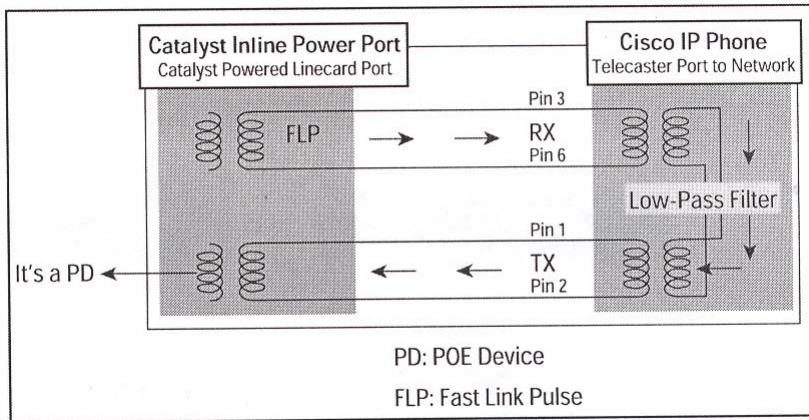 Catalyst Inline Power Port
Catalyst Powered Linecard Port
Cisco IP Phone
Telecaster Port to Network
Pin 3
FLP
RX
Pin 6
Low-Pass Filter
Pin 1
It's a PD
TX
Pin 2
PD: POE Device
FLP: Fast Link Pulse